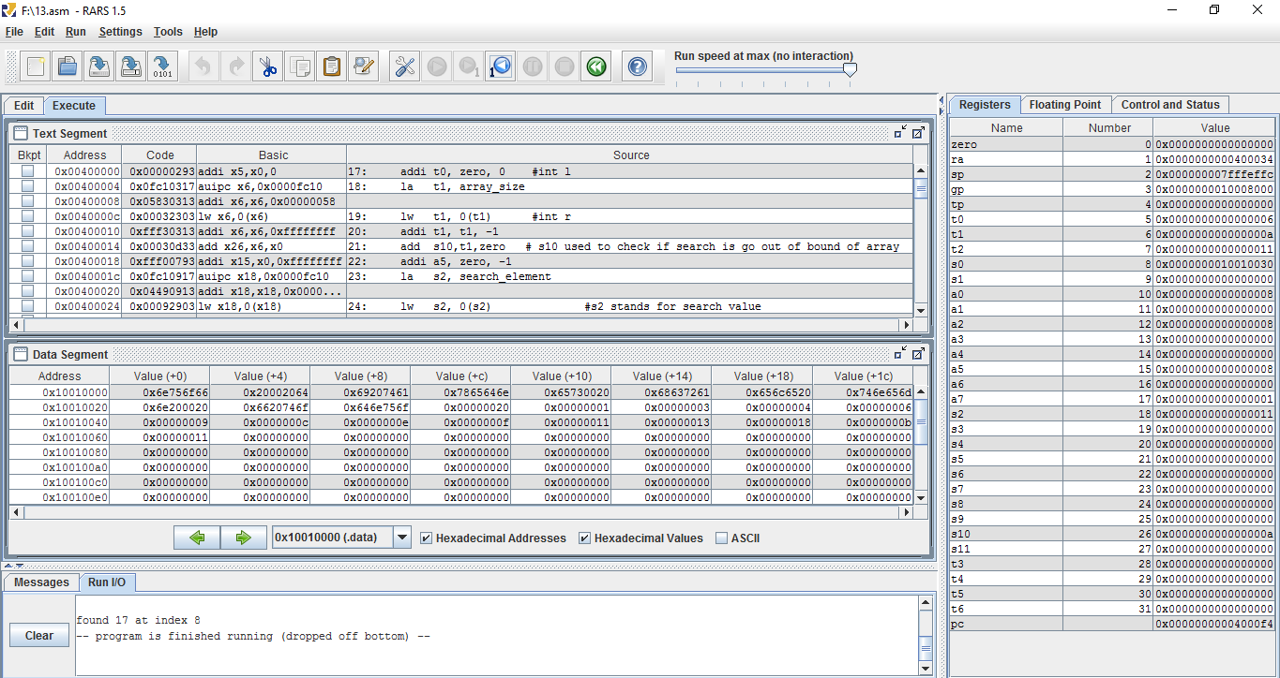 F:\13.asm - RARS 1.5
File Edit Run Settings Tools Help
Run speed at max (no interaction)
Edit Execute
Text Segment
Bkpt Address Code Basic Source
0x00400000 0x00000293 addi x5,x0,0 17: addi t0, zero, 0 #int l
0x00400004 0x0fc10317 auipc x6,0x0000fc10 18: la t1, array_size
0x00400008 0x05830313 addi x6,x6,0x00000058
0x0040000c 0x00032303 lw x6,0(x6) 19: lw t1, 0(t1) #int r
0x00400010 0xfff30313 addi x6,x6,0xffffffff 20: addi t1, t1, -1
0x00400014 0x00030d33 add x26,x6,x0 21: add s10,t1,zero # s10 used to check if search is go out of bound of array
0x00400018 0xfff00793 addi x15,x0,0xffffffff 22: addi a5, zero, -1
0x0040001c 0x0fc10917 auipc x18,0x0000fc10 23: la s2, search_element
0x00400020 0x04490913 addi x18,x18,0x0000...
0x00400024 0x00092903 lw x18,0(x18) 24: lw s2, 0(s2) #s2 stands for search value
Data Segment
Address Value (+0) Value (+4) Value (+8) Value (+c) Value (+10) Value (+14) Value (+18) Value (+1c)
0x10010000 0x6e756f66 0x20002064 0x69207461 0x7865646e 0x65730020 0x68637261 0x656c6520 0x746e656d
0x10010020 0x6e200020 0x6620746f 0x646e756f 0x00000020 0x00000001 0x00000003 0x00000004 0x00000006
0x10010040 0x00000009 0x0000000c 0x0000000e 0x0000000f 0x00000011 0x00000013 0x00000018 0x0000000b
0x10010060 0x00000011 0x00000000 0x00000000 0x00000000 0x00000000 0x00000000 0x00000000 0x00000000
0x10010080 0x00000000 0x00000000 0x00000000 0x00000000 0x00000000 0x00000000 0x00000000 0x00000000
0x100100a0 0x00000000 0x00000000 0x00000000 0x00000000 0x00000000 0x00000000 0x00000000 0x00000000
0x100100c0 0x00000000 0x00000000 0x00000000 0x00000000 0x00000000 0x00000000 0x00000000 0x00000000
0x100100e0 0x00000000 0x00000000 0x00000000 0x00000000 0x00000000 0x00000000 0x00000000 0x00000000
0x10010000 (.data) Hexadecimal Addresses Hexadecimal Values ASCII
Messages Run I/O
Clear
found 17 at index 8
-- program is finished running (dropped off bottom) --
Registers Floating Point Control and Status
Name Number Value
zero 0 0x0000000000000000
ra 1 0x0000000000400034
sp 2 0x000000007fffeffc
gp 3 0x0000000010008000
tp 4 0x0000000000000000
t0 5 0x0000000000000006
t1 6 0x000000000000000a
t2 7 0x0000000000000011
s0 8 0x0000000010010030
s1 9 0x0000000000000000
a0 10 0x0000000000000008
a1 11 0x0000000000000000
a2 12 0x0000000000000008
a3 13 0x0000000000000000
a4 14 0x0000000000000000
a5 15 0x0000000000000008
a6 16 0x0000000000000000
a7 17 0x0000000000000001
s2 18 0x0000000000000011
s3 19 0x0000000000000000
s4 20 0x0000000000000000
s5 21 0x0000000000000000
s6 22 0x0000000000000000
s7 23 0x0000000000000000
s8 24 0x0000000000000000
s9 25 0x0000000000000000
s10 26 0x000000000000000a
s11 27 0x0000000000000000
t3 28 0x0000000000000000
t4 29 0x0000000000000000
t5 30 0x0000000000000000
t6 31 0x0000000000000000
pc 0x00000000004000f4